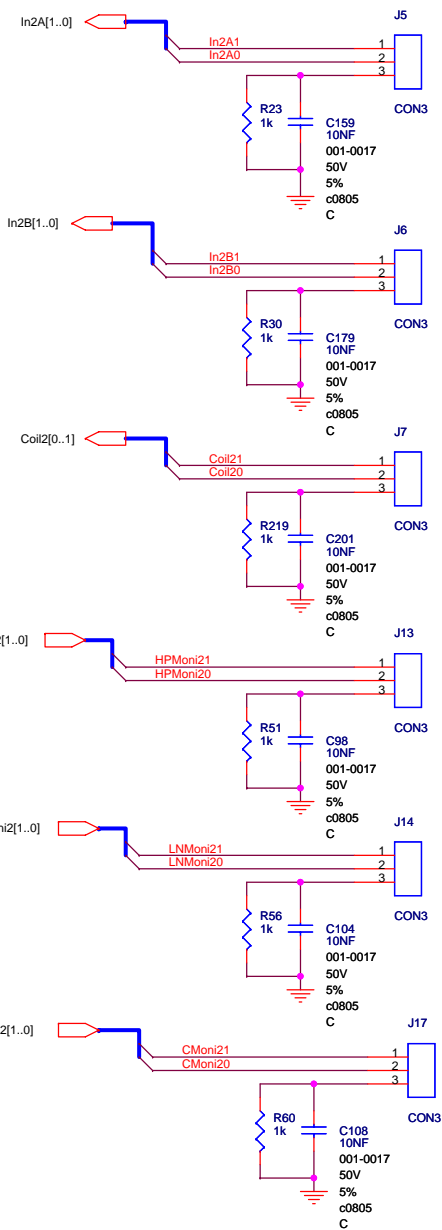 J5
In2A[1..0]
In2A1
1
In2A0
2
3
R23
1k
C159
10NF
001-0017
50V
5%
c0805
C
CON3
J6
In2B[1..0]
In2B1
1
In2B0
2
3
R30
1k
C179
10NF
001-0017
50V
5%
c0805
C
CON3
J7
Coil2[0..1]
Coil21
1
Coil20
2
3
R219
1k
C201
10NF
001-0017
50V
5%
c0805
C
CON3
J13
2[1..0]
HPMoni21
1
HPMoni20
2
3
R51
1k
C98
10NF
001-0017
50V
5%
c0805
C
CON3
J14
ni2[1..0]
LNMoni21
1
LNMoni20
2
3
R56
1k
C104
10NF
001-0017
50V
5%
c0805
C
CON3
J17
2[1..0]
CMoni21
1
CMoni20
2
3
R60
1k
C108
10NF
001-0017
50V
5%
c0805
C
CON3